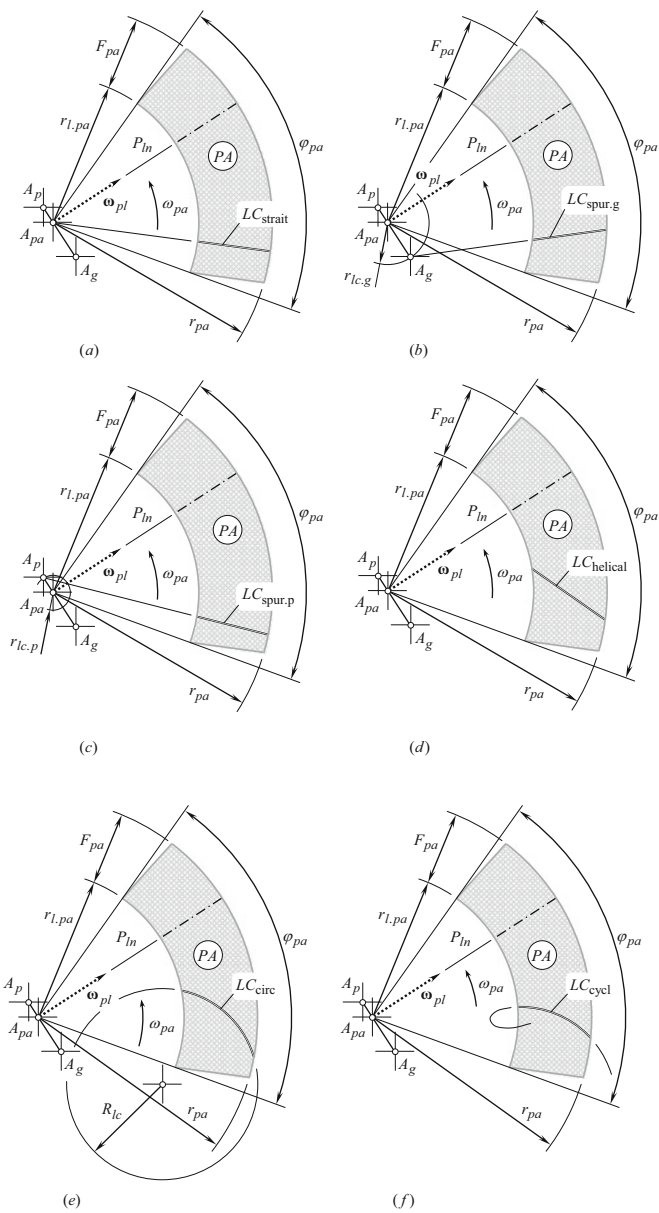 F_pa
r_l.pa
P_ln
PA
φ_pa
A_p
ω_pl
ω_pa
LC_strait
A_pa
A_g
r_pa
(a)
F_pa
r_l.pa
P_ln
PA
φ_pa
ω_pl
A_p
ω_pa
LC_spur.g
A_pa
A_g
r_lc.g
r_pa
(b)
F_pa
r_l.pa
P_ln
PA
φ_pa
A_p
ω_pl
ω_pa
A_pa
LC_spur.p
r_lc.p
A_g
r_pa
(c)
F_pa
r_l.pa
P_ln
PA
φ_pa
A_p
ω_pl
ω_pa
LC_helical
A_pa
A_g
r_pa
(d)
F_pa
r_l.pa
P_ln
PA
φ_pa
A_p
ω_pl
LC_circ
A_pa
ω_pa
A_g
R_lc
r_pa
(e)
F_pa
r_l.pa
P_ln
PA
φ_pa
A_p
ω_pl
ω_pa
LC_cycl
A_pa
A_g
r_pa
(f)